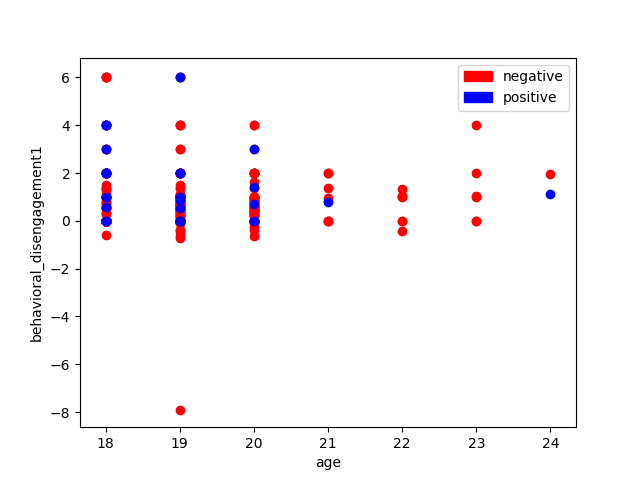 negative
positive
6
4
2
0
−2
−4
−6
−8
behavioral_disengagement1
18 19 20 21 22 23 24
age